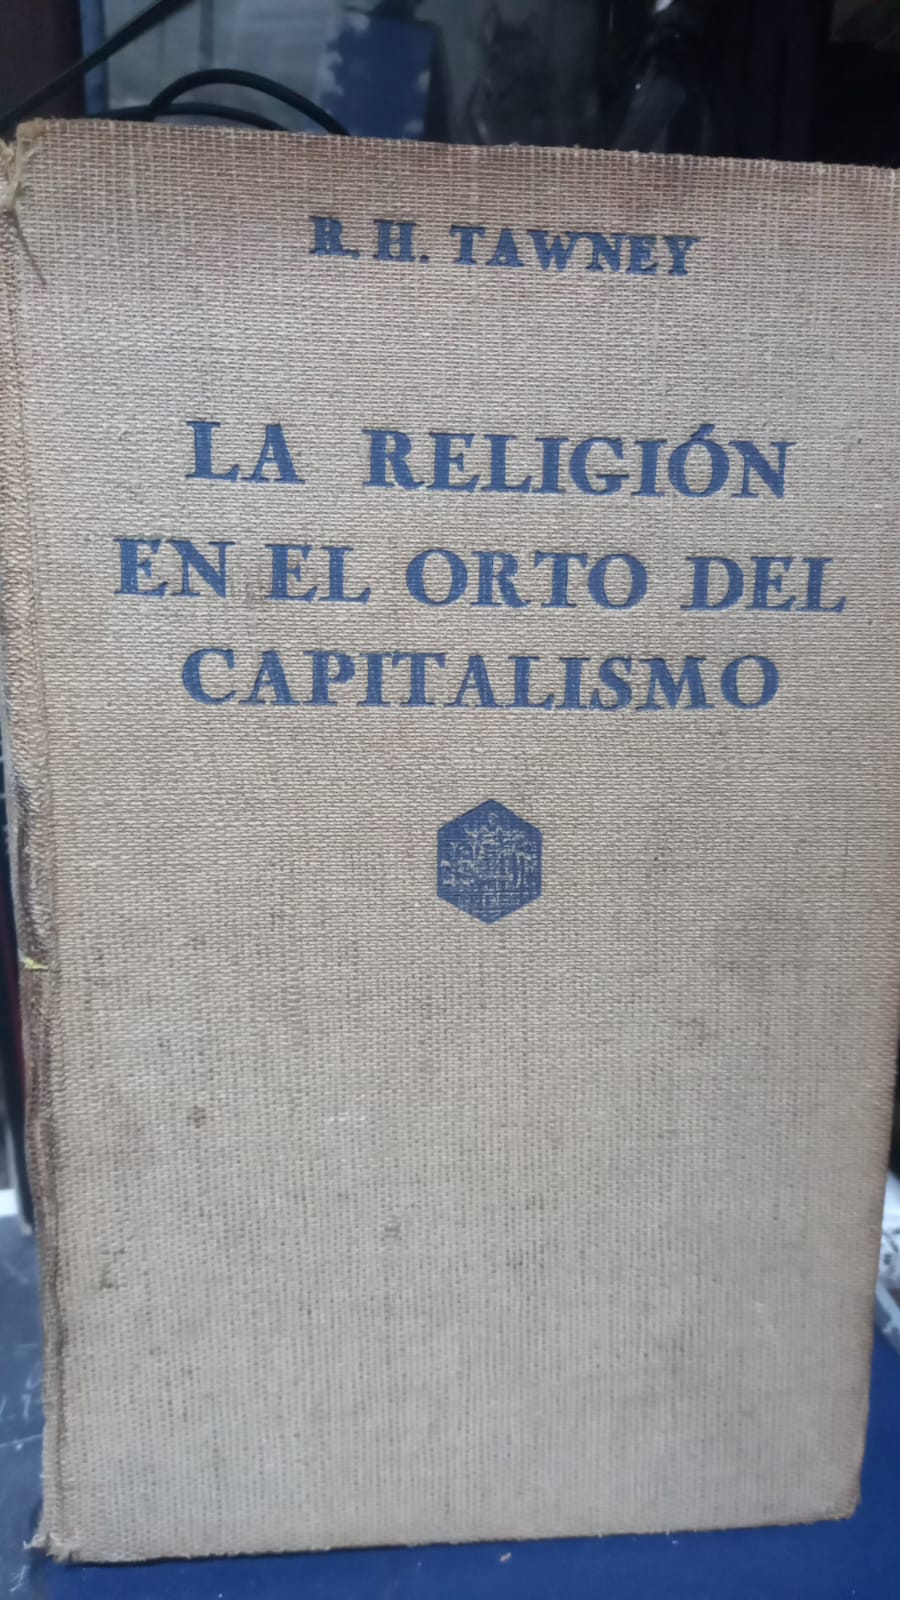 R. H. TAWNEY
LA RELIGIÓN
EN EL ORTO DEL
CAPITALISMO